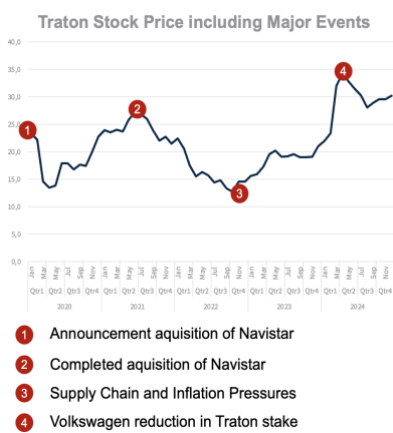 Traton Stock Price including Major Events
40,0
35,0
30,0
25,0
20,0
15,0
10,0
5,0
0,0
1
2
3
4
Jan Mar May Jul Sep Nov Jan Mar May Jul Sep Nov Jan Mar May Jul Sep Nov Jan Mar May Jul Sep Nov Jan Mar May Jul Sep Nov
Qtr1 Qtr2 Qtr3 Qtr4 Qtr1 Qtr2 Qtr3 Qtr4 Qtr1 Qtr2 Qtr3 Qtr4 Qtr1 Qtr2 Qtr3 Qtr4 Qtr1 Qtr2 Qtr3 Qtr4
2020 2021 2022 2023 2024
1 Announcement aquisition of Navistar
2 Completed aquisition of Navistar
3 Supply Chain and Inflation Pressures
4 Volkswagen reduction in Traton stake